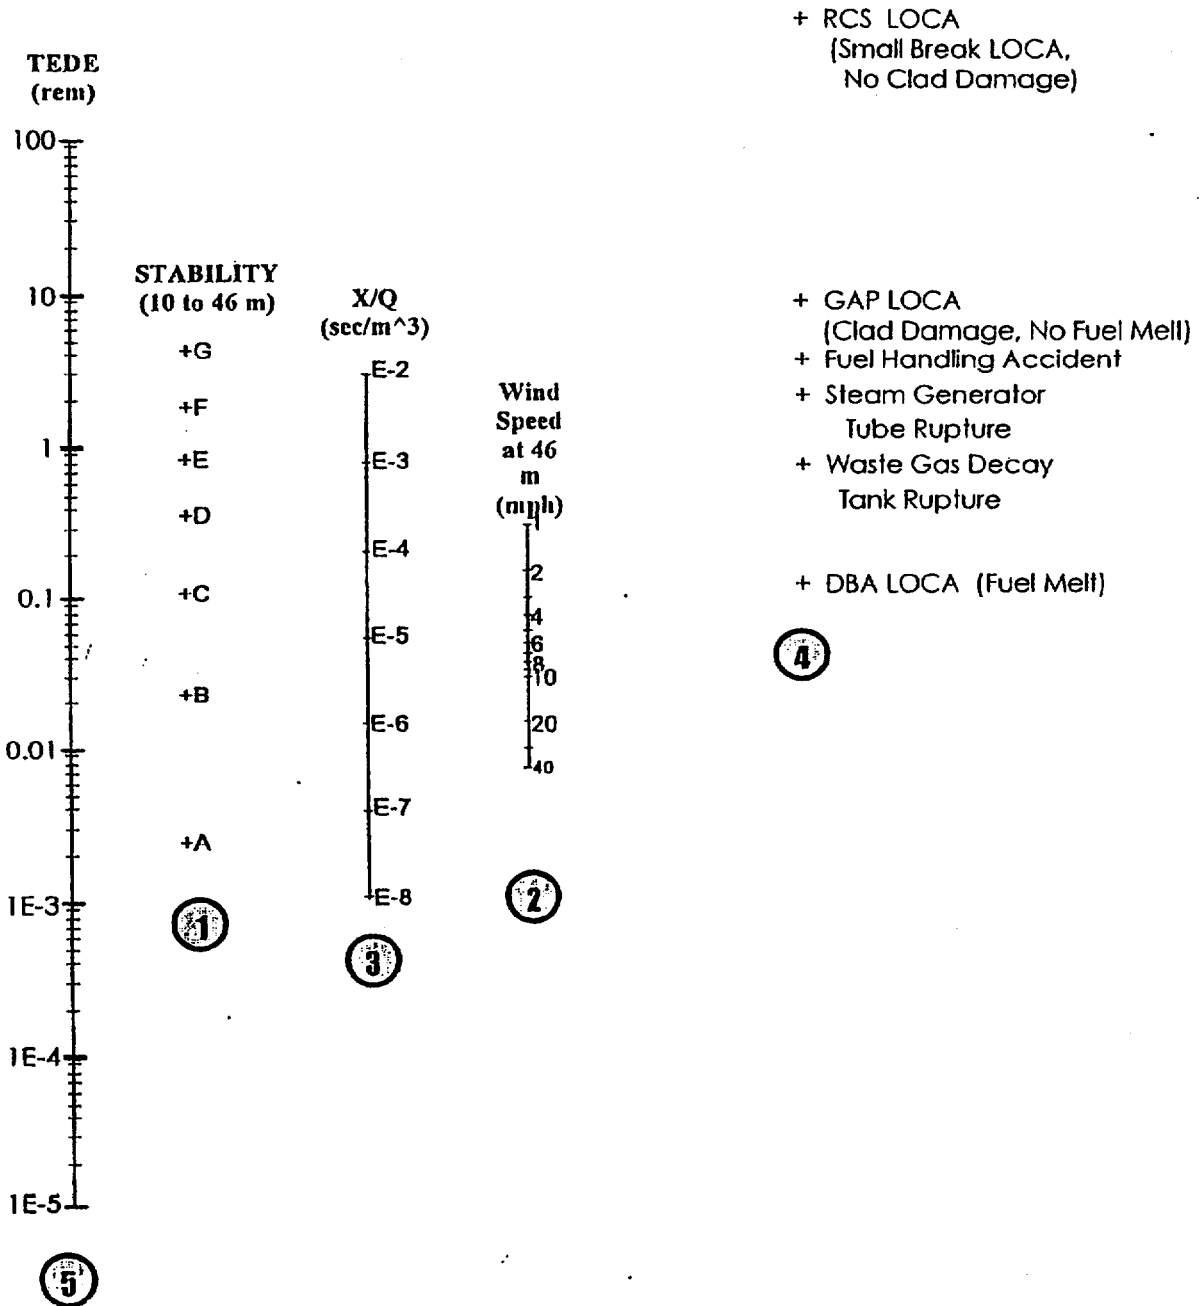 TEDE
(rem)
100
10
1
0.1
0.01
1E-3
1E-4
1E-5
5
STABILITY
(10 to 46 m)
+G
+F
+E
+D
+C
+B
+A
1
X/Q
(sec/m^3)
E-2
E-3
E-4
E-5
E-6
E-7
E-8
3
Wind
Speed
at 46
m
(mph)
1
2
4
6
8
10
20
40
2
+ RCS LOCA
(Small Break LOCA,
No Clad Damage)
+ GAP LOCA
(Clad Damage, No Fuel Melt)
+ Fuel Handling Accident
+ Steam Generator
Tube Rupture
+ Waste Gas Decay
Tank Rupture
+ DBA LOCA (Fuel Melt)
4